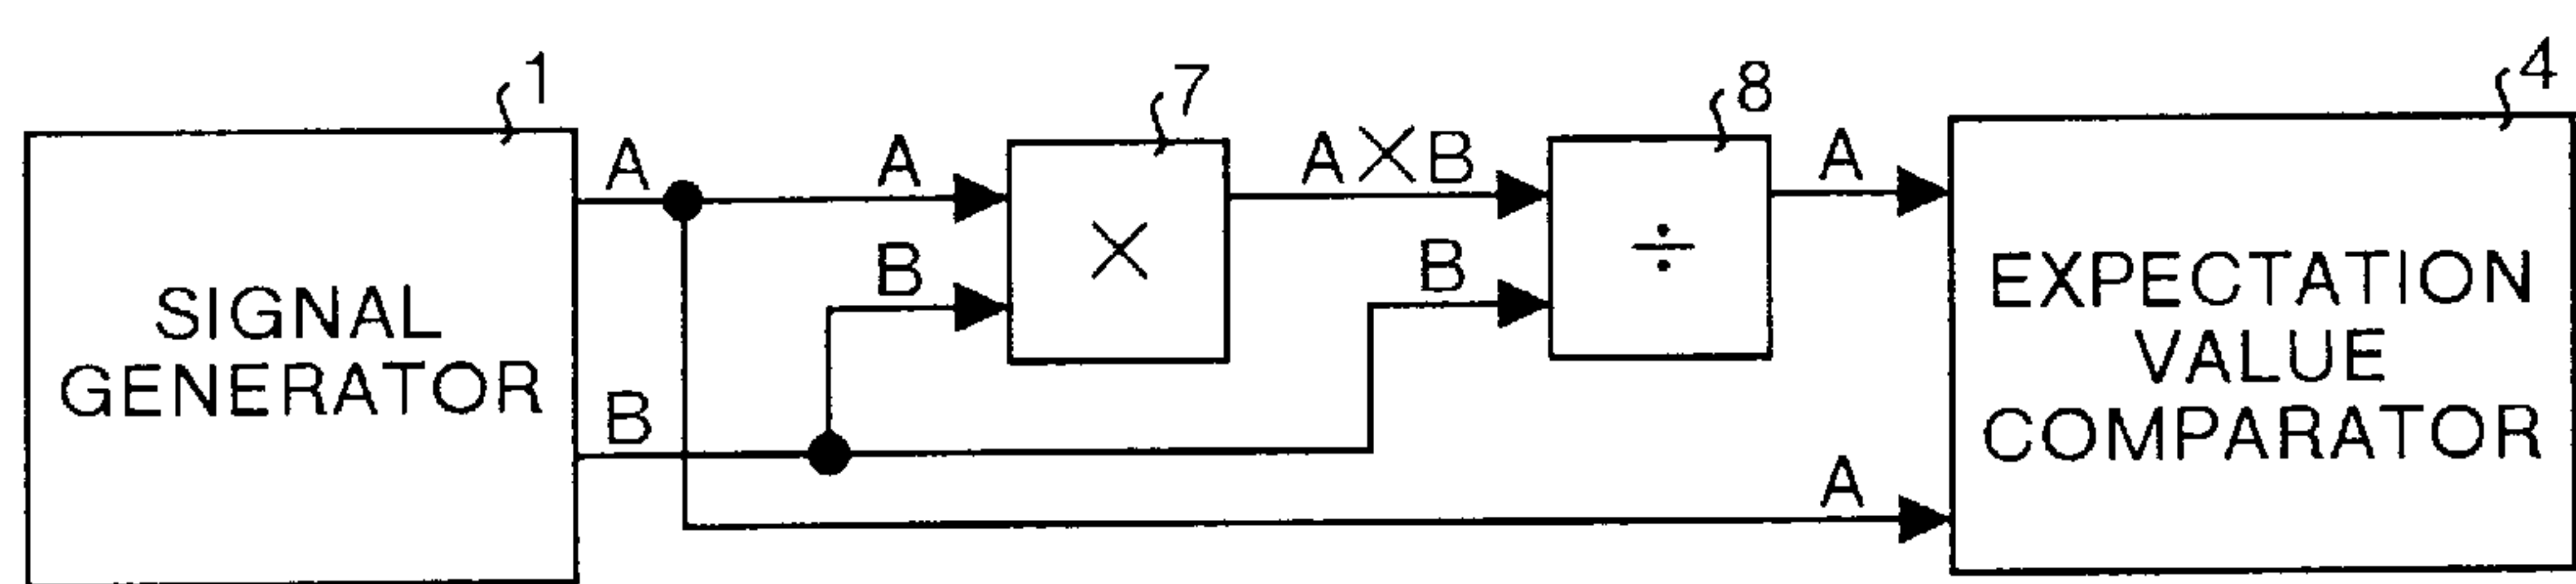 1
7
8
4
A
A
A×B
A
B
B
×
÷
SIGNAL
GENERATOR
EXPECTATION
VALUE
COMPARATOR
B
A